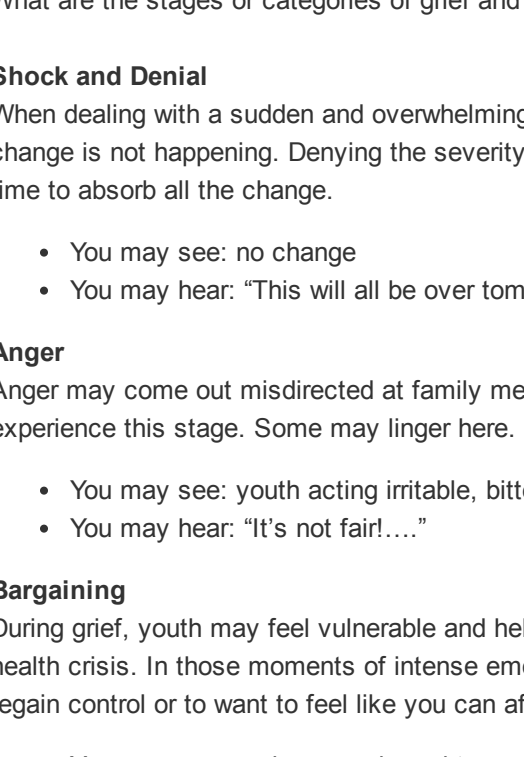 What are the stages or categories of grief and
Shock and Denial
When dealing with a sudden and overwhelming
change is not happening. Denying the severity
time to absorb all the change.
• You may see: no change
• You may hear: “This will all be over tom
Anger
Anger may come out misdirected at family me
experience this stage. Some may linger here.
• You may see: youth acting irritable, bitt
• You may hear: “It’s not fair!….”
Bargaining
During grief, youth may feel vulnerable and hel
health crisis. In those moments of intense emo
regain control or to want to feel like you can af